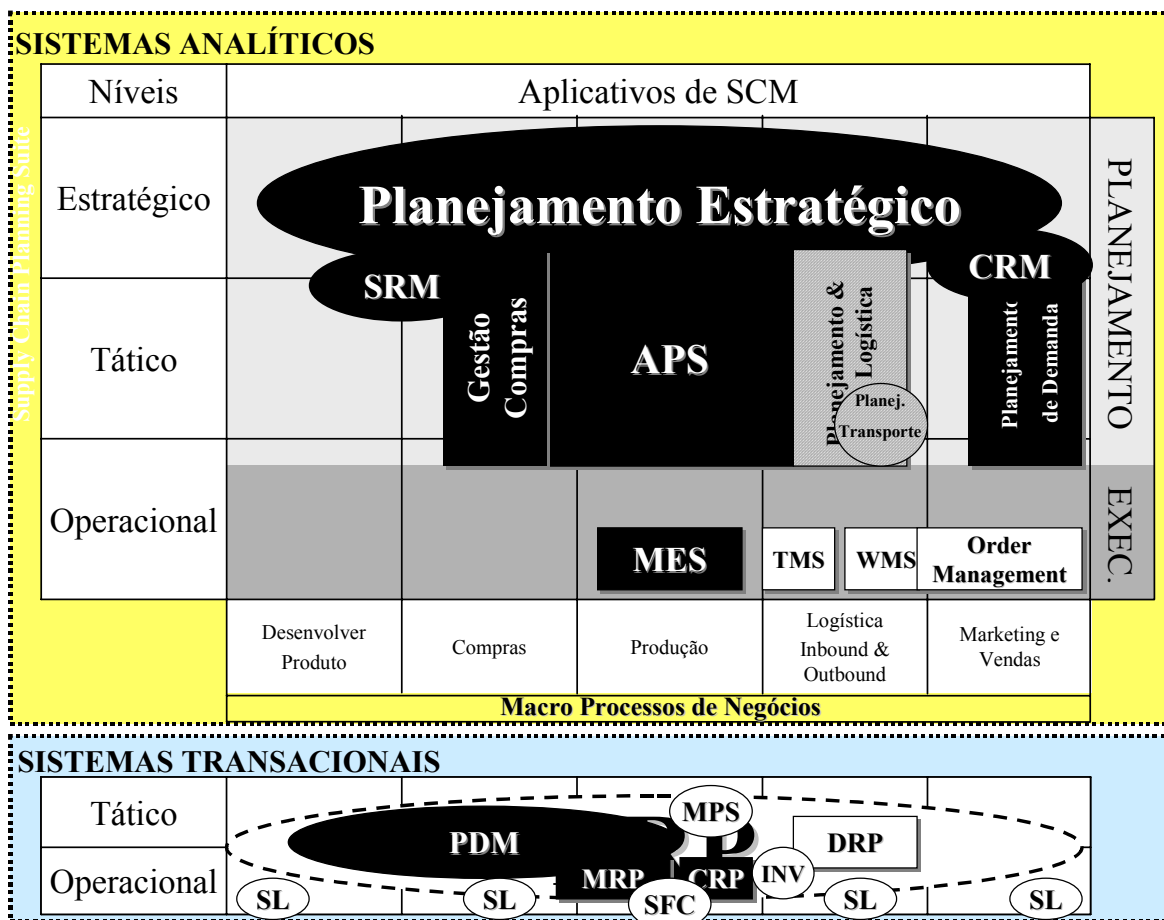 SISTEMAS ANALÍTICOS
Níveis
Aplicativos de SCM
Supply Chain Planning Suite
Estratégico
Planejamento Estratégico
PLANEJAMENTO
SRM
CRM
Tático
Gestão
Compras
APS
Planejamento &
Logística
Planej.
Transporte
Planejamento
de Demanda
Operacional
EXEC.
MES
TMS
WMS
Order
Management
Desenvolver
Produto
Compras
Produção
Logística
Inbound &
Outbound
Marketing e
Vendas
Macro Processos de Negócios
SISTEMAS TRANSACIONAIS
Tático
MPS
PDM
DRP
Operacional
MRP
CRP
INV
SL
SL
SFC
SL
SL